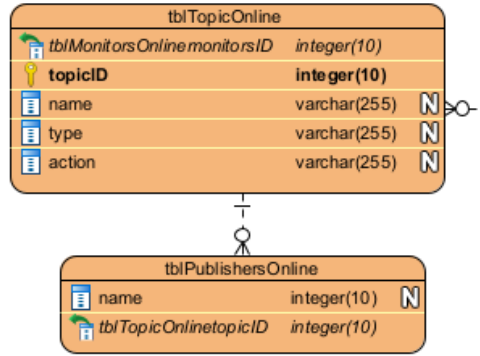 tblTopicOnline
tblMonitorsOnlinemonitorsID integer(10)
topicID integer(10)
name varchar(255) N
type varchar(255) N
action varchar(255) N
tblPublishersOnline
name integer(10) N
tblTopicOnlinetopicID integer(10)